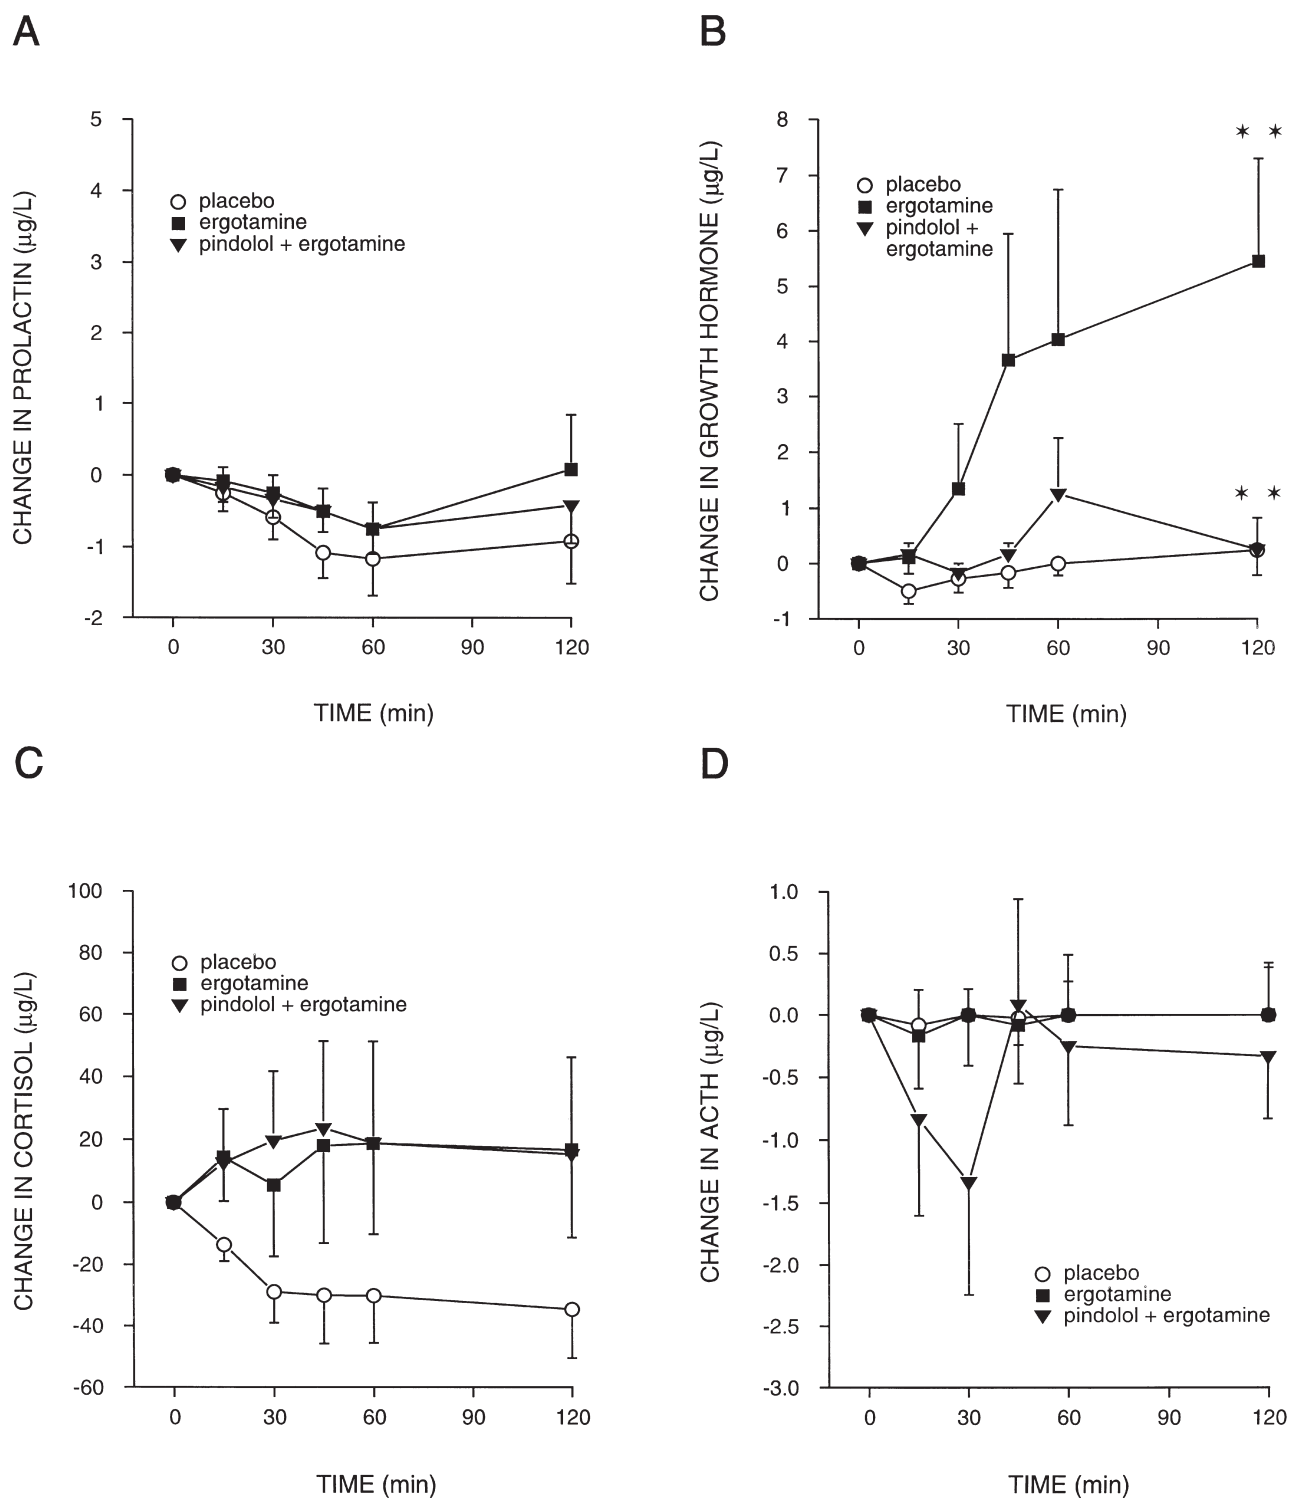 A
CHANGE IN PROLACTIN (µg/L)
5
4
3
2
1
0
-1
-2
placebo
ergotamine
pindolol + ergotamine
0 30 60 90 120
TIME (min)
B
CHANGE IN GROWTH HORMONE (µg/L)
8
7
6
5
4
3
2
1
0
-1
placebo
ergotamine
pindolol +
ergotamine
✶ ✶
✶ ✶
0 30 60 90 120
TIME (min)
C
CHANGE IN CORTISOL (µg/L)
100
80
60
40
20
0
-20
-40
-60
placebo
ergotamine
pindolol + ergotamine
0 30 60 90 120
TIME (min)
D
CHANGE IN ACTH (µg/L)
1.0
0.5
0.0
-0.5
-1.0
-1.5
-2.0
-2.5
-3.0
placebo
ergotamine
pindolol + ergotamine
0 30 60 90 120
TIME (min)